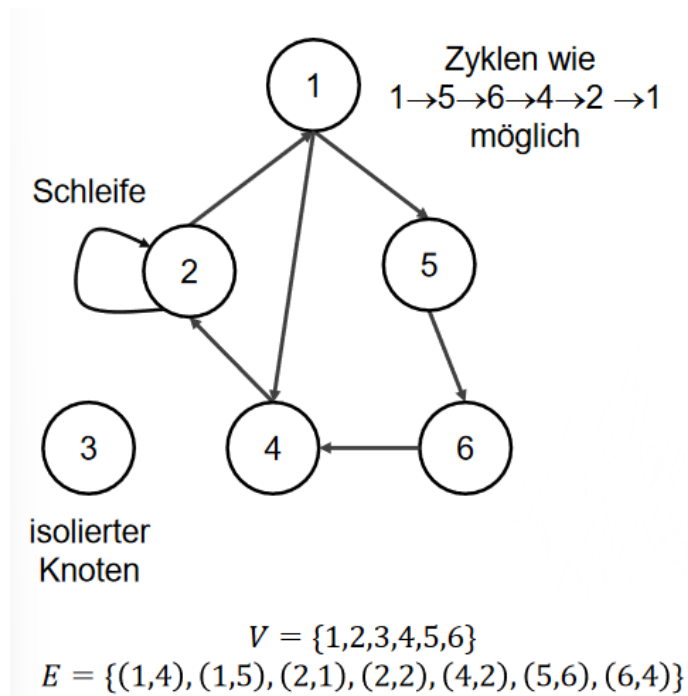 1
Zyklen wie
1→5→6→4→2 →1
möglich
Schleife
2
5
3
4
6
isolierter
Knoten
𝑉 = {1,2,3,4,5,6}
𝐸 = {(1,4), (1,5), (2,1), (2,2), (4,2), (5,6), (6,4)}